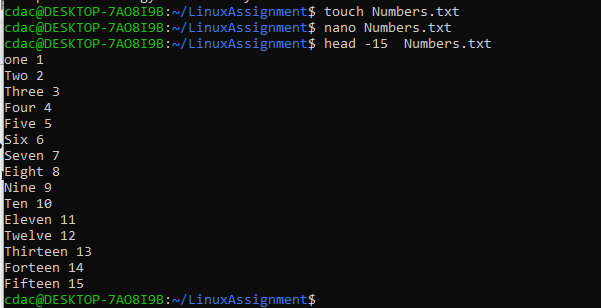 cdac@DESKTOP-7AO8I9B:~/LinuxAssignment$ touch Numbers.txt
cdac@DESKTOP-7AO8I9B:~/LinuxAssignment$ nano Numbers.txt
cdac@DESKTOP-7AO8I9B:~/LinuxAssignment$ head -15  Numbers.txt
one 1
Two 2
Three 3
Four 4
Five 5
Six 6
Seven 7
Eight 8
Nine 9
Ten 10
Eleven 11
Twelve 12
Thirteen 13
Forteen 14
Fifteen 15
cdac@DESKTOP-7AO8I9B:~/LinuxAssignment$